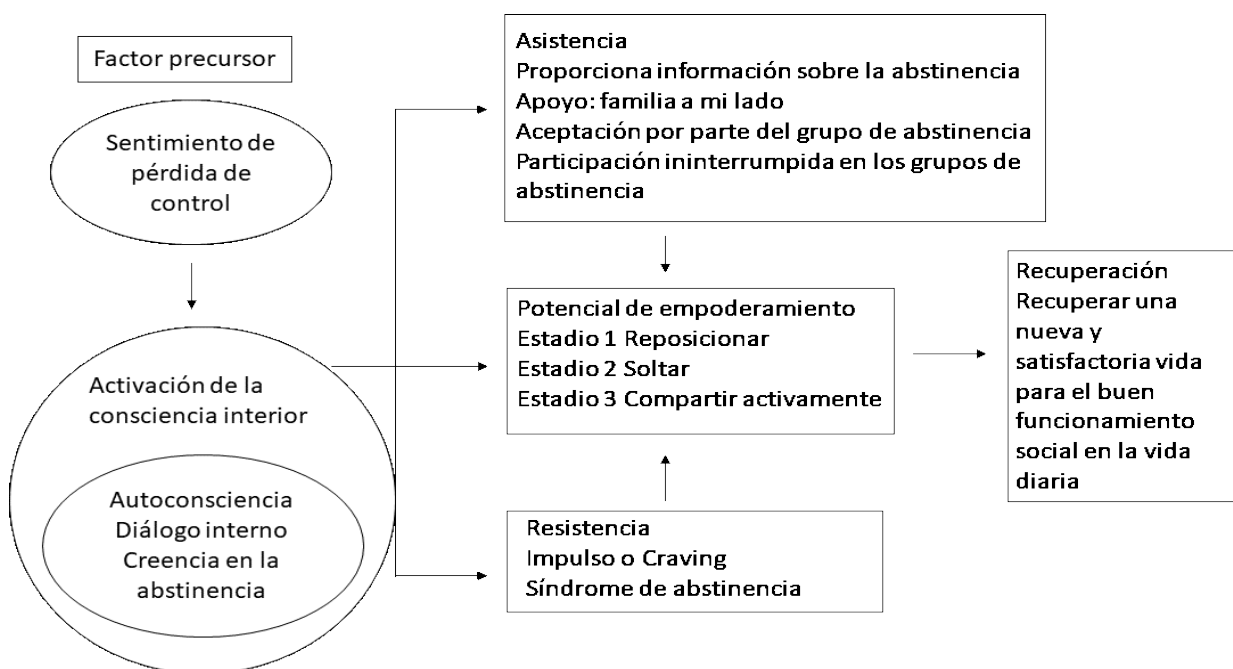 Factor precursor
Sentimiento de
pérdida de
control
Activación de la
consciencia interior
Autoconsciencia
Diálogo interno
Creencia en la
abstinencia
Asistencia
Proporciona información sobre la abstinencia
Apoyo: familia a mi lado
Aceptación por parte del grupo de abstinencia
Participación ininterrumpida en los grupos de
abstinencia
Potencial de empoderamiento
Estadio 1 Reposicionar
Estadio 2 Soltar
Estadio 3 Compartir activamente
Resistencia
Impulso o Craving
Síndrome de abstinencia
Recuperación
Recuperar una
nueva y
satisfactoria vida
para el buen
funcionamiento
social en la vida
diaria